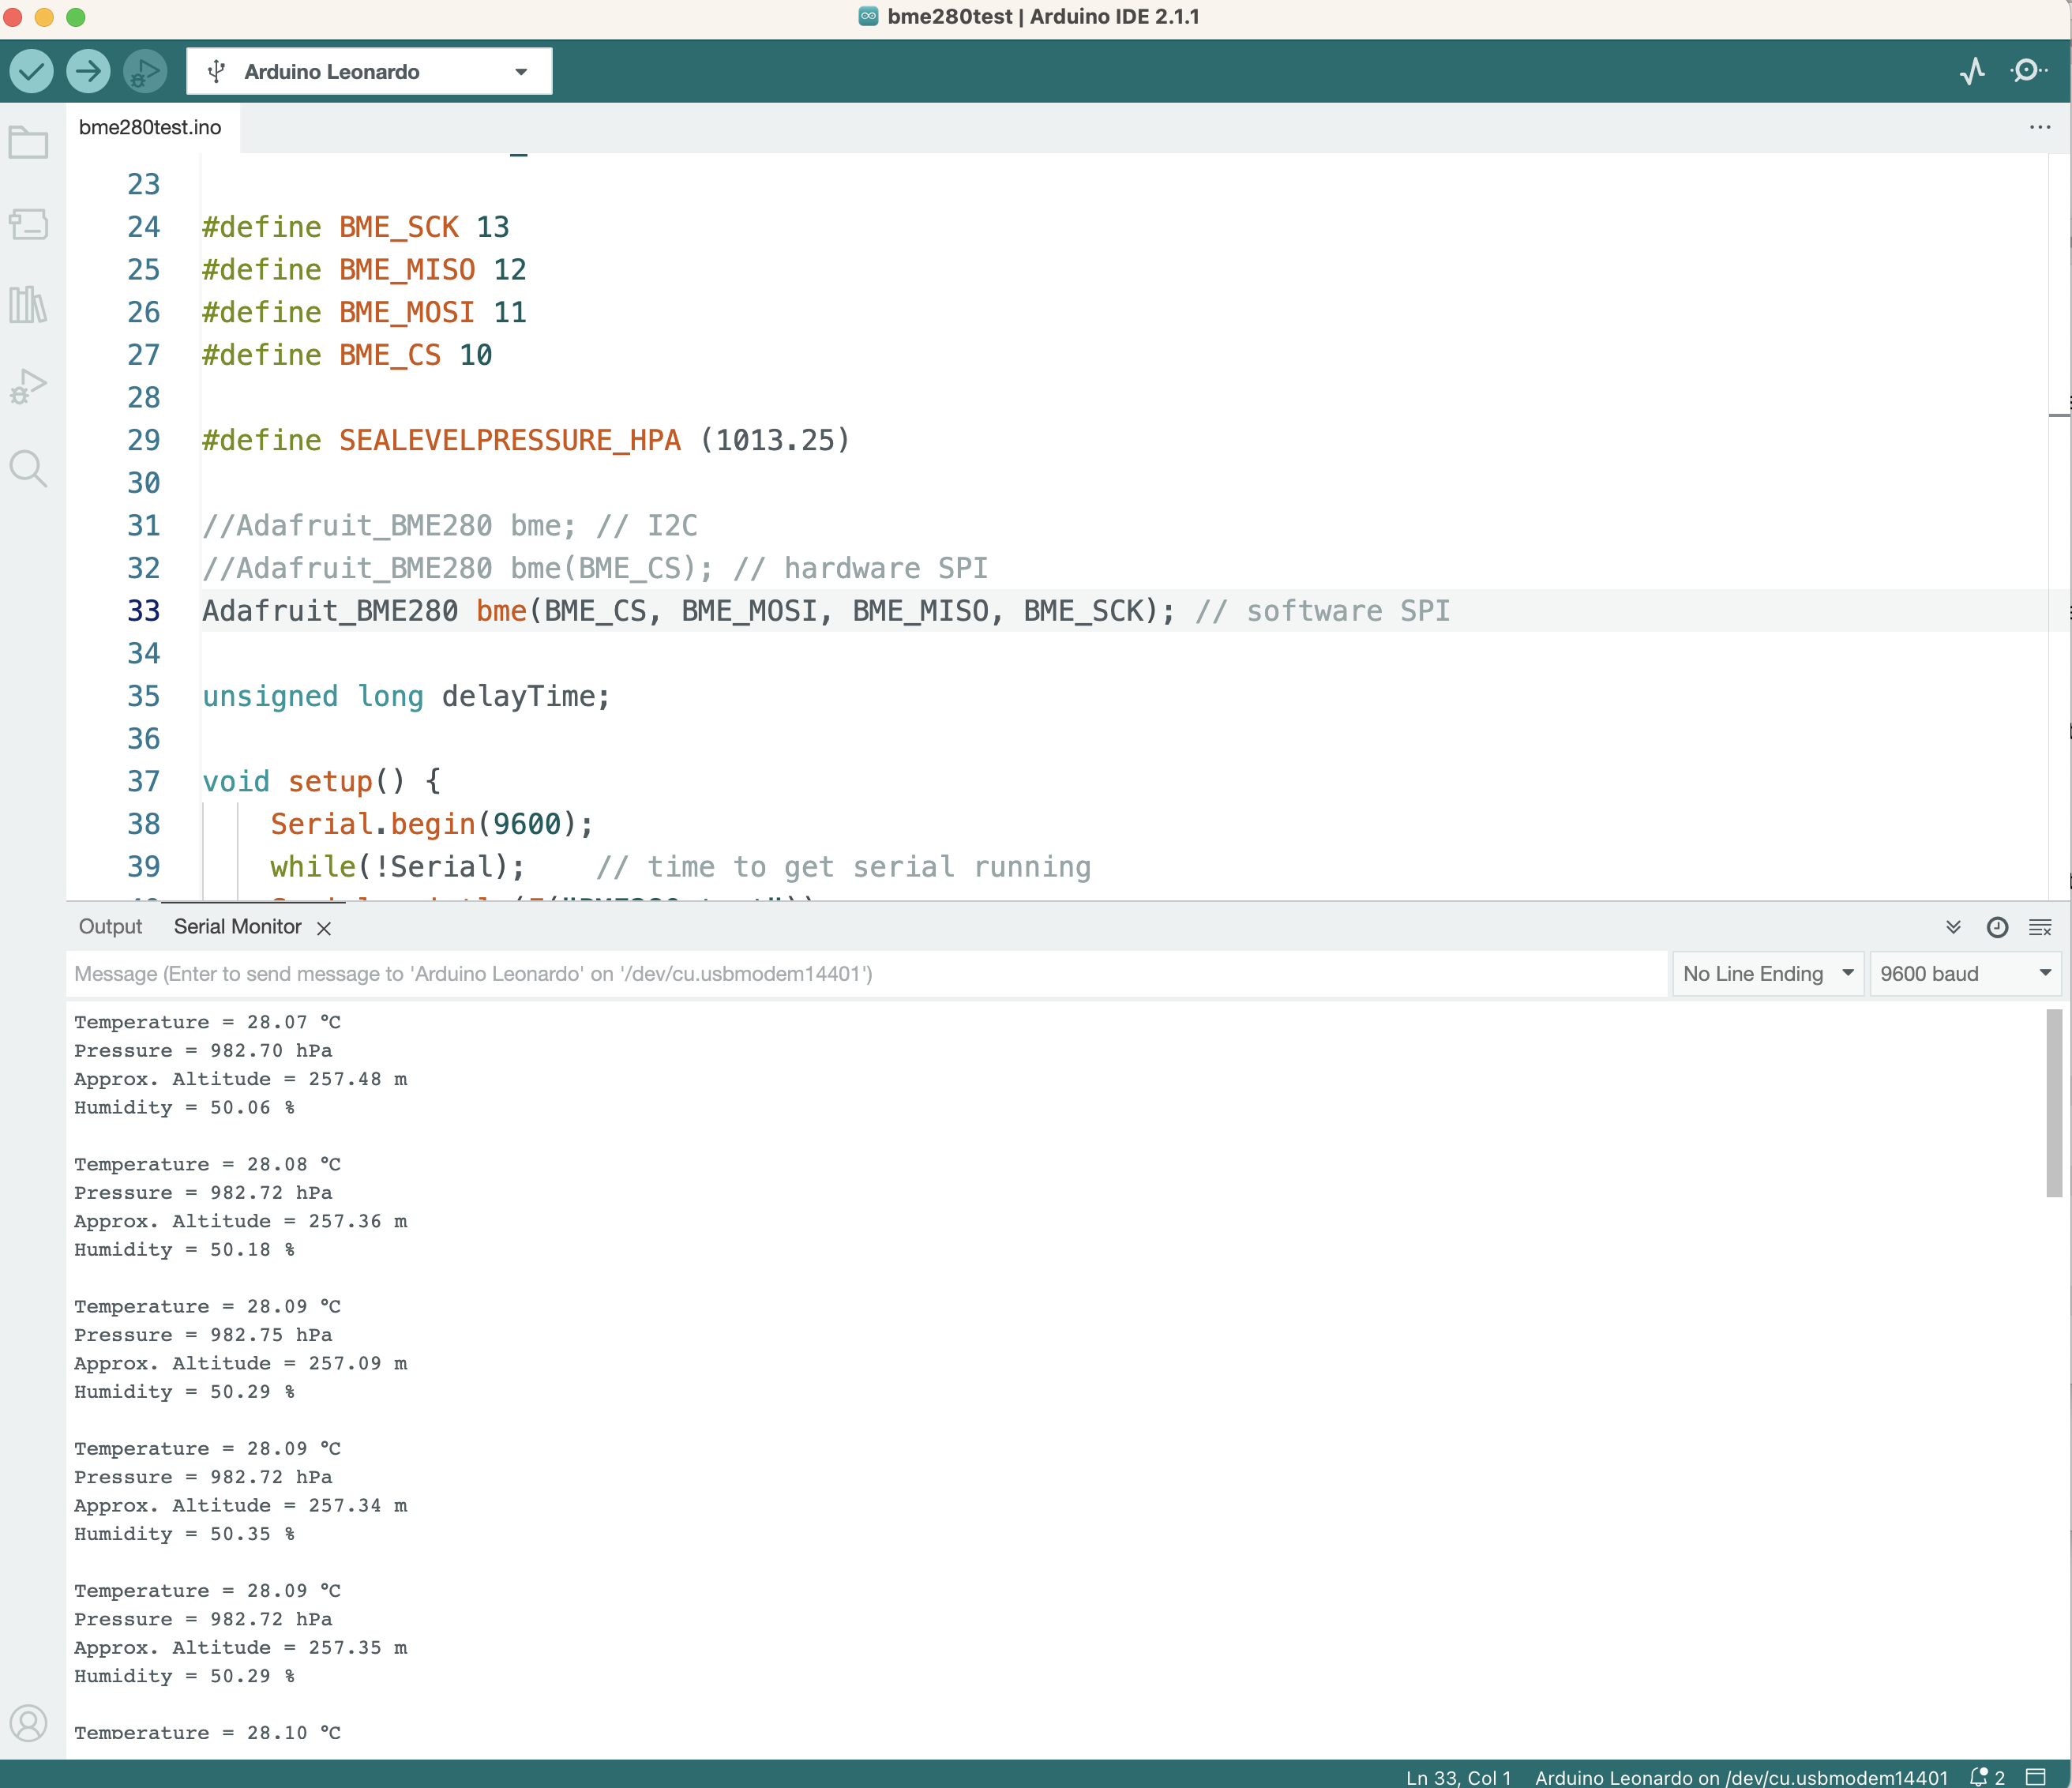 bme280test | Arduino IDE 2.1.1
Arduino Leonardo
bme280test.ino
23
24 #define BME_SCK 13
25 #define BME_MISO 12
26 #define BME_MOSI 11
27 #define BME_CS 10
28
29 #define SEALEVELPRESSURE_HPA (1013.25)
30
31 //Adafruit_BME280 bme; // I2C
32 //Adafruit_BME280 bme(BME_CS); // hardware SPI
33 Adafruit_BME280 bme(BME_CS, BME_MOSI, BME_MISO, BME_SCK); // software SPI
34
35 unsigned long delayTime;
36
37 void setup() {
38 Serial.begin(9600);
39 while(!Serial); // time to get serial running
Output Serial Monitor
Message (Enter to send message to 'Arduino Leonardo' on '/dev/cu.usbmodem14401') No Line Ending 9600 baud
Temperature = 28.07 °C
Pressure = 982.70 hPa
Approx. Altitude = 257.48 m
Humidity = 50.06 %
Temperature = 28.08 °C
Pressure = 982.72 hPa
Approx. Altitude = 257.36 m
Humidity = 50.18 %
Temperature = 28.09 °C
Pressure = 982.75 hPa
Approx. Altitude = 257.09 m
Humidity = 50.29 %
Temperature = 28.09 °C
Pressure = 982.72 hPa
Approx. Altitude = 257.34 m
Humidity = 50.35 %
Temperature = 28.09 °C
Pressure = 982.72 hPa
Approx. Altitude = 257.35 m
Humidity = 50.29 %
Temperature = 28.10 °C
Ln 33, Col 1 Arduino Leonardo on /dev/cu.usbmodem14401 2